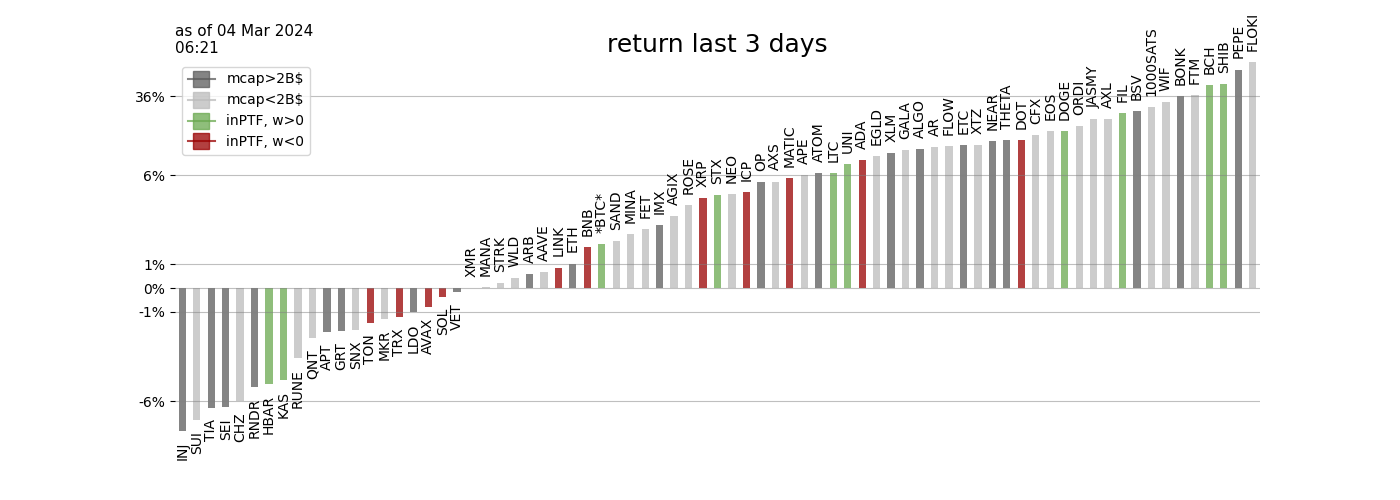 as of 04 Mar 2024
06:21
return last 3 days
mcap>2B$
mcap<2B$
inPTF, w>0
inPTF, w<0
36%
6%
1%
0%
-1%
-6%
INJ
SUI
TIA
SEI
CHZ
RNDR
HBAR
KAS
RUNE
QNT
APT
GRT
SNX
TON
MKR
TRX
LDO
AVAX
SOL
VET
XMR
MANA
STRK
WLD
ARB
AAVE
LINK
ETH
BNB
*BTC*
SAND
MINA
FET
IMX
AGIX
ROSE
XRP
STX
NEO
ICP
OP
AXS
MATIC
APE
ATOM
LTC
UNI
ADA
EGLD
XLM
GALA
ALGO
AR
FLOW
ETC
XTZ
NEAR
THETA
DOT
CFX
EOS
DOGE
ORDI
JASMY
AXL
FIL
BSV
1000SATS
WIF
BONK
FTM
BCH
SHIB
PEPE
FLOKI